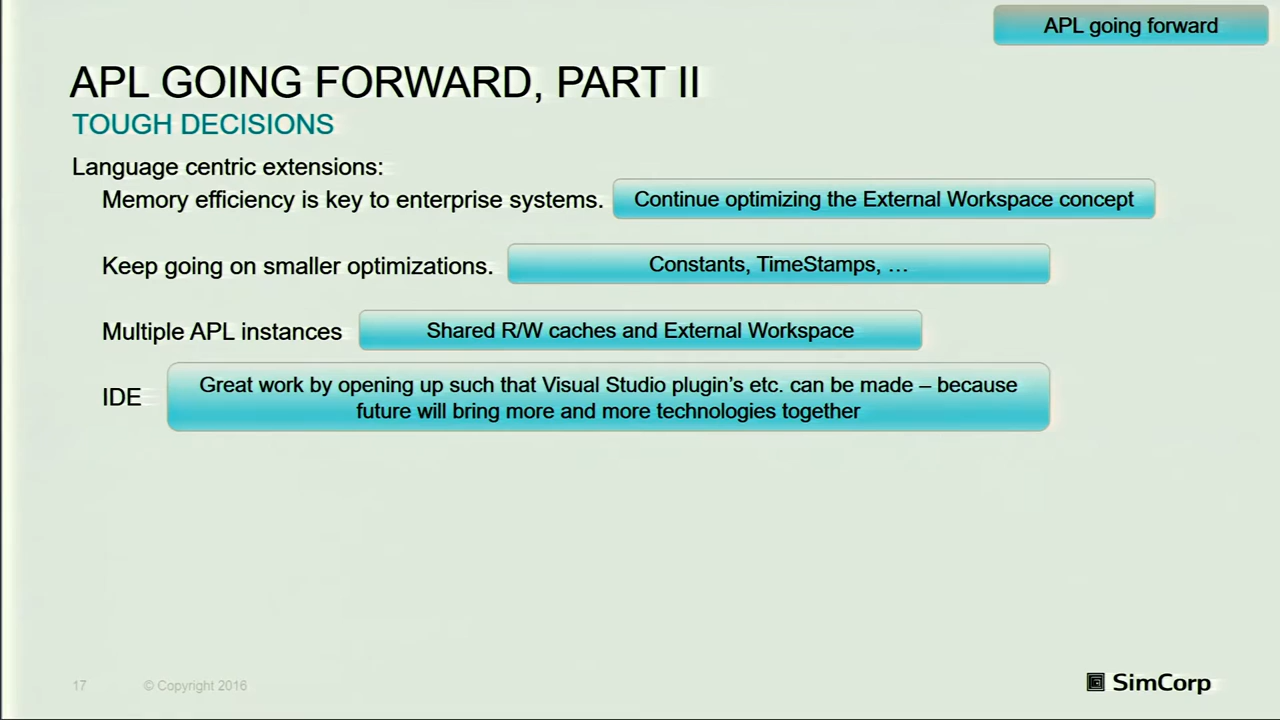 APL going forward
APL GOING FORWARD, PART II
TOUGH DECISIONS
Language centric extensions:
Memory efficiency is key to enterprise systems. Continue optimizing the External Workspace concept
Keep going on smaller optimizations. Constants, TimeStamps, …
Multiple APL instances Shared R/W caches and External Workspace
IDE Great work by opening up such that Visual Studio plugin's etc. can be made – because
future will bring more and more technologies together
17 © Copyright 2016
SimCorp